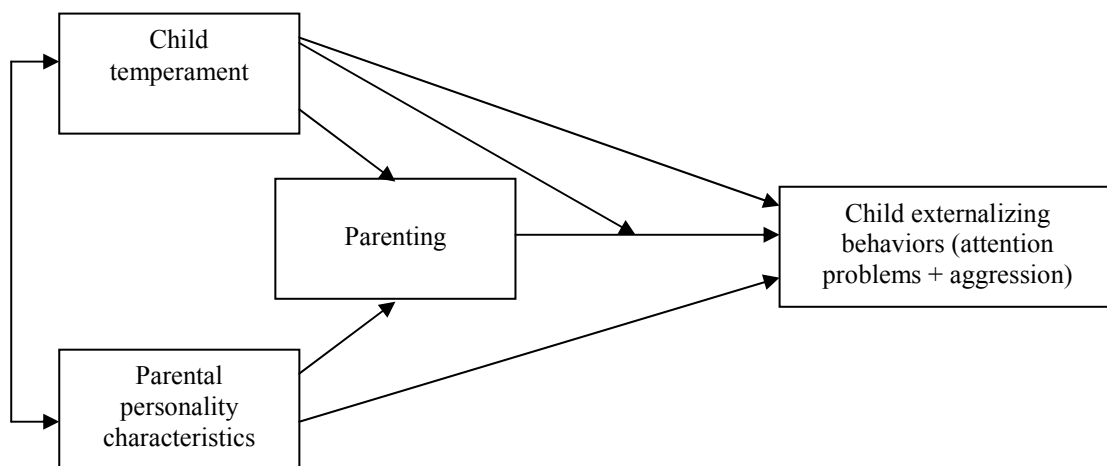 Child
temperament
Parenting
Child externalizing
behaviors (attention
problems + aggression)
Parental
personality
characteristics